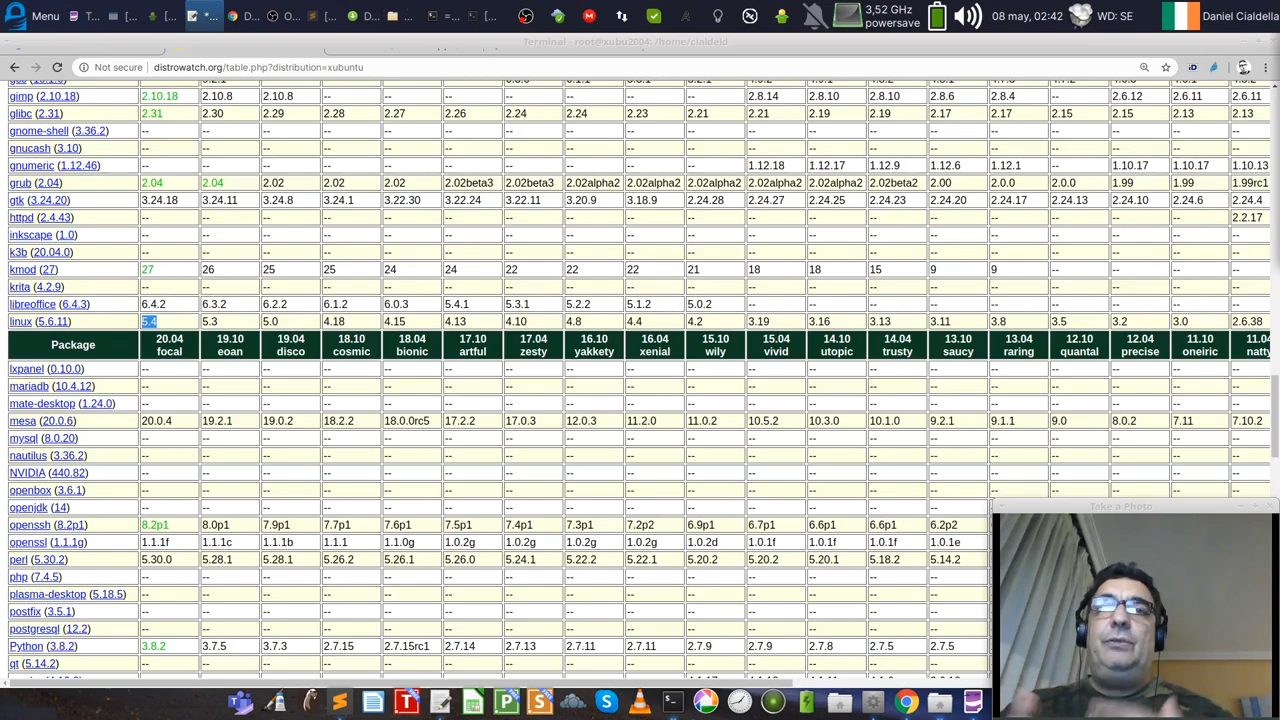 Menu
3,52 GHz
powersave
08 may, 02:42
WD: SE
Daniel Cialdella
Terminal - root@xubu2004: /home/cialdeld
Not secure
distrowatch.org/table.php?distribution=xubuntu
gimp (2.10.18) 2.10.18 2.10.8 2.10.8 -- -- -- -- -- -- -- 2.8.14 2.8.10 2.8.10 2.8.6 2.8.4 -- 2.6.12 2.6.11 2.6.11
glibc (2.31) 2.31 2.30 2.29 2.28 2.27 2.26 2.24 2.24 2.23 2.21 2.21 2.19 2.19 2.17 2.17 2.15 2.15 2.13 2.13
gnome-shell (3.36.2) -- -- -- -- -- -- -- -- -- -- -- -- -- -- -- -- -- -- --
gnucash (3.10) -- -- -- -- -- -- -- -- -- -- -- -- -- -- -- -- -- -- --
gnumeric (1.12.46) -- -- -- -- -- -- -- -- -- -- 1.12.18 1.12.17 1.12.9 1.12.6 1.12.1 -- 1.10.17 1.10.17 1.10.13
grub (2.04) 2.04 2.04 2.02 2.02 2.02 2.02beta3 2.02beta3 2.02alpha2 2.02alpha2 2.02alpha2 2.02alpha2 2.02alpha2 2.02beta2 2.00 2.0.0 2.0.0 1.99 1.99 1.99rc1
gtk (3.24.20) 3.24.18 3.24.11 3.24.8 3.24.1 3.22.30 3.22.24 3.22.11 3.20.9 3.18.9 2.24.28 2.24.27 2.24.25 2.24.23 2.24.20 2.24.17 2.24.13 2.24.10 2.24.6 2.24.4
httpd (2.4.43) -- -- -- -- -- -- -- -- -- -- -- -- -- -- -- -- -- -- 2.2.17
inkscape (1.0) -- -- -- -- -- -- -- -- -- -- -- -- -- -- -- -- -- -- --
k3b (20.04.0) -- -- -- -- -- -- -- -- -- -- -- -- -- -- -- -- -- -- --
kmod (27) 27 26 25 25 24 24 22 22 22 21 18 18 15 9 9 -- -- -- --
krita (4.2.9) -- -- -- -- -- -- -- -- -- -- -- -- -- -- -- -- -- -- --
libreoffice (6.4.3) 6.4.2 6.3.2 6.2.2 6.1.2 6.0.3 5.4.1 5.3.1 5.2.2 5.1.2 5.0.2 -- -- -- -- -- -- -- -- --
linux (5.6.11) 5.4 5.3 5.0 4.18 4.15 4.13 4.10 4.8 4.4 4.2 3.19 3.16 3.13 3.11 3.8 3.5 3.2 3.0 2.6.38
Package 20.04 19.10 19.04 18.10 18.04 17.10 17.04 16.10 16.04 15.10 15.04 14.10 14.04 13.10 13.04 12.10 12.04 11.10 11.04
focal eoan disco cosmic bionic artful zesty yakkety xenial wily vivid utopic trusty saucy raring quantal precise oneiric natty
lxpanel (0.10.0) -- -- -- -- -- -- -- -- -- -- -- -- -- -- -- -- -- -- --
mariadb (10.4.12) -- -- -- -- -- -- -- -- -- -- -- -- -- -- -- -- -- -- --
mate-desktop (1.24.0) -- -- -- -- -- -- -- -- -- -- -- -- -- -- -- -- -- -- --
mesa (20.0.6) 20.0.4 19.2.1 19.0.2 18.2.2 18.0.0rc5 17.2.2 17.0.3 12.0.3 11.2.0 11.0.2 10.5.2 10.3.0 10.1.0 9.2.1 9.1.1 9.0 8.0.2 7.11 7.10.2
mysql (8.0.20) -- -- -- -- -- -- -- -- -- -- -- -- -- -- -- -- -- -- --
nautilus (3.36.2) -- -- -- -- -- -- -- -- -- -- -- -- -- -- -- -- -- -- --
NVIDIA (440.82) -- -- -- -- -- -- -- -- -- -- -- -- -- -- -- -- -- -- --
openbox (3.6.1) -- -- -- -- -- -- -- -- -- -- -- -- -- -- -- -- -- -- --
openjdk (14) -- -- -- -- -- -- -- -- -- -- -- -- -- --
Take a Photo
openssh (8.2p1) 8.2p1 8.0p1 7.9p1 7.7p1 7.6p1 7.5p1 7.4p1 7.3p1 7.2p2 6.9p1 6.7p1 6.6p1 6.6p1 6.2p2
openssl (1.1.1g) 1.1.1f 1.1.1c 1.1.1b 1.1.1 1.1.0g 1.0.2g 1.0.2g 1.0.2g 1.0.2g 1.0.2d 1.0.1f 1.0.1f 1.0.1f 1.0.1e
perl (5.30.2) 5.30.0 5.28.1 5.28.1 5.26.2 5.26.1 5.26.0 5.24.1 5.22.2 5.22.1 5.20.2 5.20.2 5.20.1 5.18.2 5.14.2
php (7.4.5) -- -- -- -- -- -- -- -- -- -- -- -- -- --
plasma-desktop (5.18.5) -- -- -- -- -- -- -- -- -- -- -- -- -- --
postfix (3.5.1) -- -- -- -- -- -- -- -- -- -- -- -- -- --
postgresql (12.2) -- -- -- -- -- -- -- -- -- -- -- -- -- --
Python (3.8.2) 3.8.2 3.7.5 3.7.3 2.7.15 2.7.15rc1 2.7.14 2.7.13 2.7.11 2.7.11 2.7.9 2.7.9 2.7.8 2.7.5 2.7.5
qt (5.14.2) -- -- -- -- -- -- -- -- -- -- -- -- -- --